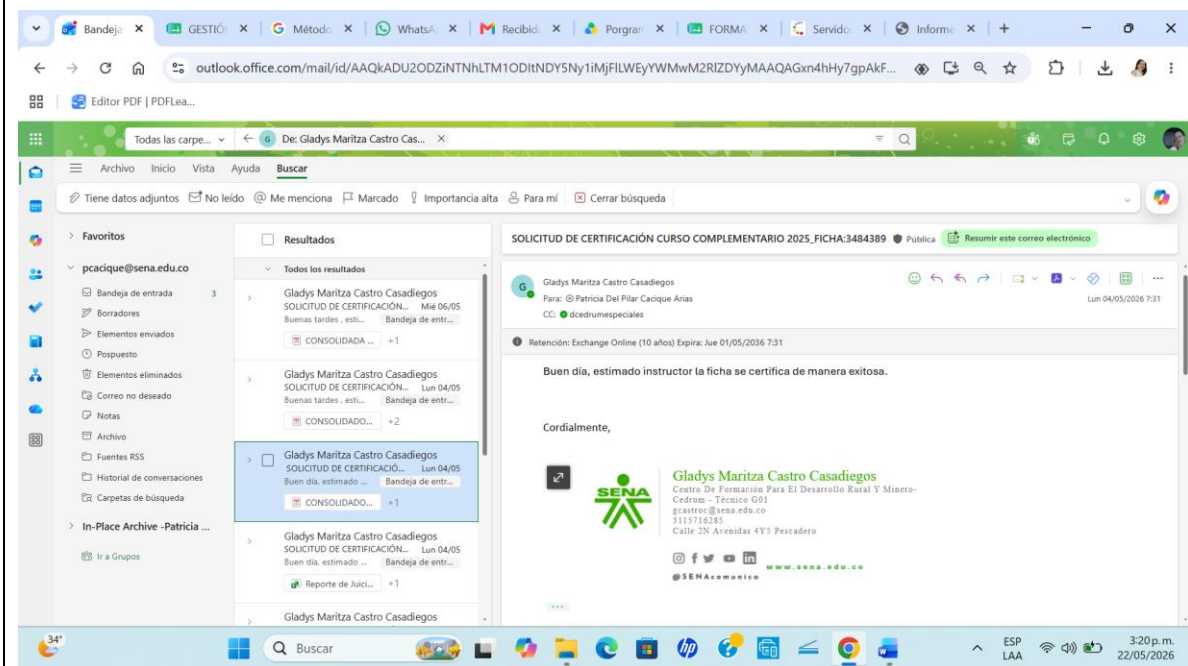 Bandeja
GESTIÓN
Método
WhatsA
Recibido
Porgram
FORMA
Servido
Informe
outlook.office.com/mail/id/AAQkADU2ODZiNTNhLTM1ODItNDY5Ny1iMjFlLWEyYWMwM2RlZDYyMAAQAGxn4hHy7gpAkF...
Editor PDF | PDFLea...
Todas las carpe...
G De: Gladys Maritza Castro Cas...
Archivo Inicio Vista Ayuda Buscar
Tiene datos adjuntos No leído Me menciona Marcado Importancia alta Para mí Cerrar búsqueda
Favoritos
pcacique@sena.edu.co
Bandeja de entrada 3
Borradores
Elementos enviados
Pospuesto
Elementos eliminados
Correo no deseado
Notas
Archivo
Fuentes RSS
Historial de conversaciones
Carpetas de búsqueda
In-Place Archive -Patricia ...
Ir a Grupos
Resultados
Todos los resultados
Gladys Maritza Castro Casadiegos
SOLICITUD DE CERTIFICACIÓN... Mié 06/05
Buenas tardes , esti... Bandeja de entr...
CONSOLIDADA ... +1
Gladys Maritza Castro Casadiegos
SOLICITUD DE CERTIFICACIÓN... Lun 04/05
Buenas tardes , esti... Bandeja de entr...
CONSOLIDADO... +2
Gladys Maritza Castro Casadiegos
SOLICITUD DE CERTIFICACIÓ... Lun 04/05
Buen día, estimado ... Bandeja de entr...
CONSOLIDADO... +1
Gladys Maritza Castro Casadiegos
SOLICITUD DE CERTIFICACIÓN... Lun 04/05
Buen día, estimado ... Bandeja de entr...
Reporte de Juici... +1
Gladys Maritza Castro Casadiegos
SOLICITUD DE CERTIFICACIÓN CURSO COMPLEMENTARIO 2025_FICHA:3484389 Pública Resumir este correo electrónico
G
Gladys Maritza Castro Casadiegos
Para: Patricia Del Pilar Cacique Arias
CC: dcedrumespeciales
Lun 04/05/2026 7:31
Retención: Exchange Online (10 años) Expira: Jue 01/05/2036 7:31
Buen día, estimado instructor la ficha se certifica de manera exitosa.
Cordialmente,
SENA
Gladys Maritza Castro Casadiegos
Centro De Formación Para El Desarrollo Rural Y Minero-
Cedrum - Técnico G01
gcastroc@sena.edu.co
3115716285
Calle 2N Avenidas 4Y5 Pescadero
www.sena.edu.co
@SENAcomunica
34°
Buscar
ESP
LAA
3:20 p.m.
22/05/2026